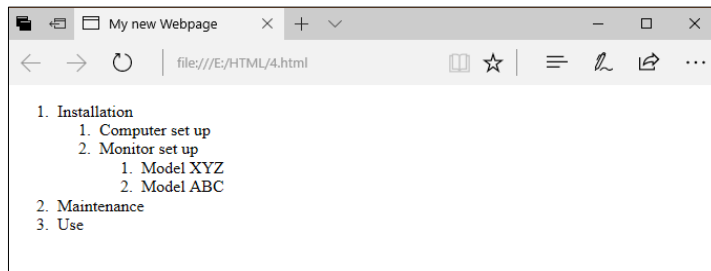 My new Webpage
file:///E:/HTML/4.html
1. Installation
1. Computer set up
2. Monitor set up
1. Model XYZ
2. Model ABC
2. Maintenance
3. Use